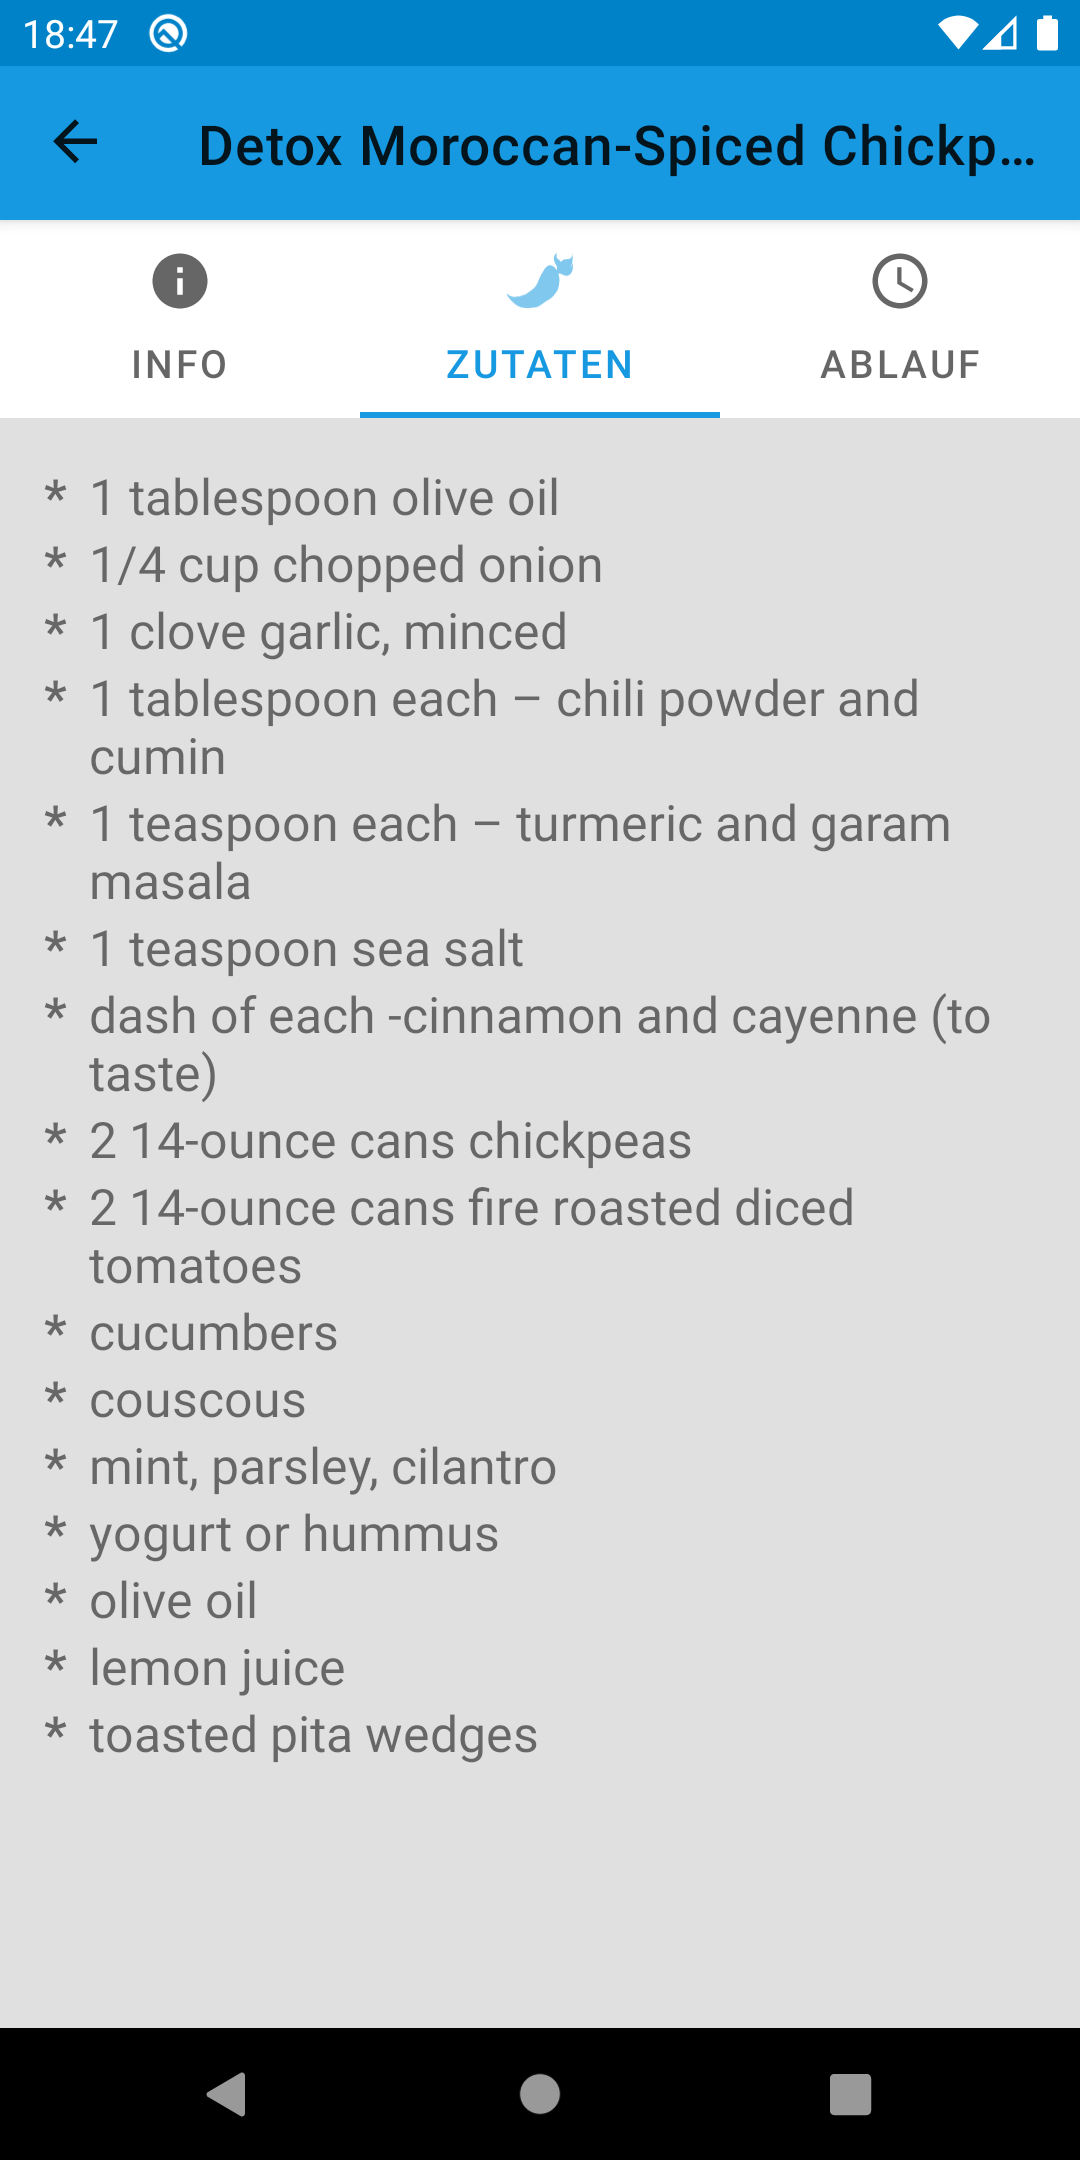 18:47
Detox Moroccan-Spiced Chickp...
INFO
ZUTATEN
ABLAUF
* 1 tablespoon olive oil
* 1/4 cup chopped onion
* 1 clove garlic, minced
* 1 tablespoon each – chili powder and
cumin
* 1 teaspoon each – turmeric and garam
masala
* 1 teaspoon sea salt
* dash of each -cinnamon and cayenne (to
taste)
* 2 14-ounce cans chickpeas
* 2 14-ounce cans fire roasted diced
tomatoes
* cucumbers
* couscous
* mint, parsley, cilantro
* yogurt or hummus
* olive oil
* lemon juice
* toasted pita wedges